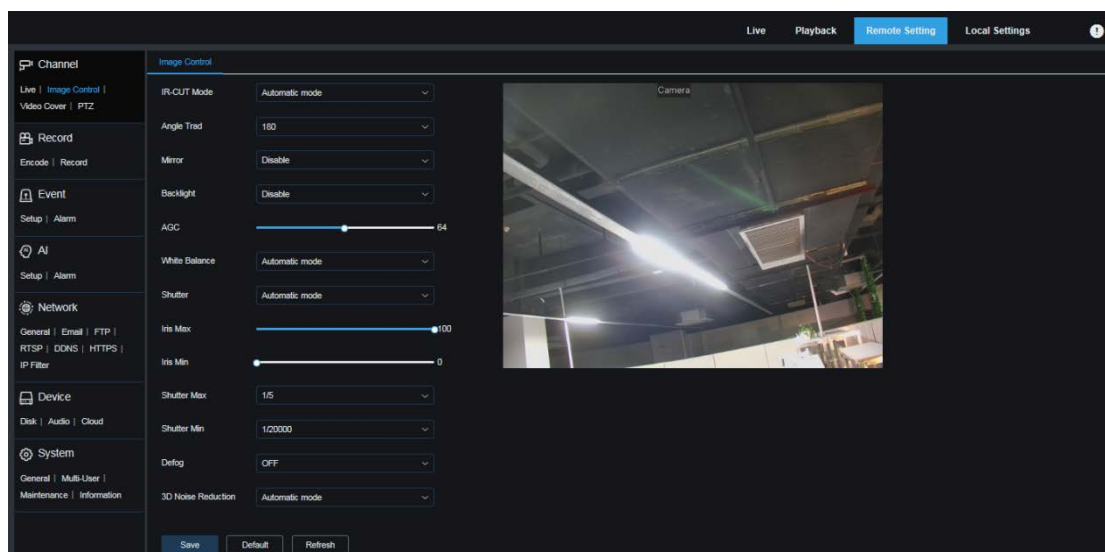 Live Playback Remote Setting Local Settings
Channel
Live | Image Control |
Video Cover | PTZ
Record
Encode | Record
Event
Setup | Alarm
AI
Setup | Alarm
Network
General | Email | FTP |
RTSP | DDNS | HTTPS |
IP Filter
Device
Disk | Audio | Cloud
System
General | Multi-User |
Maintenance | Information
Image Control
IR-CUT Mode Automatic mode
Angle Trad 180
Mirror Disable
Backlight Disable
AGC 64
White Balance Automatic mode
Shutter Automatic mode
Iris Max 100
Iris Min 0
Shutter Max 1/5
Shutter Min 1/20000
Defog OFF
3D Noise Reduction Automatic mode
Save Default Refresh
Camera